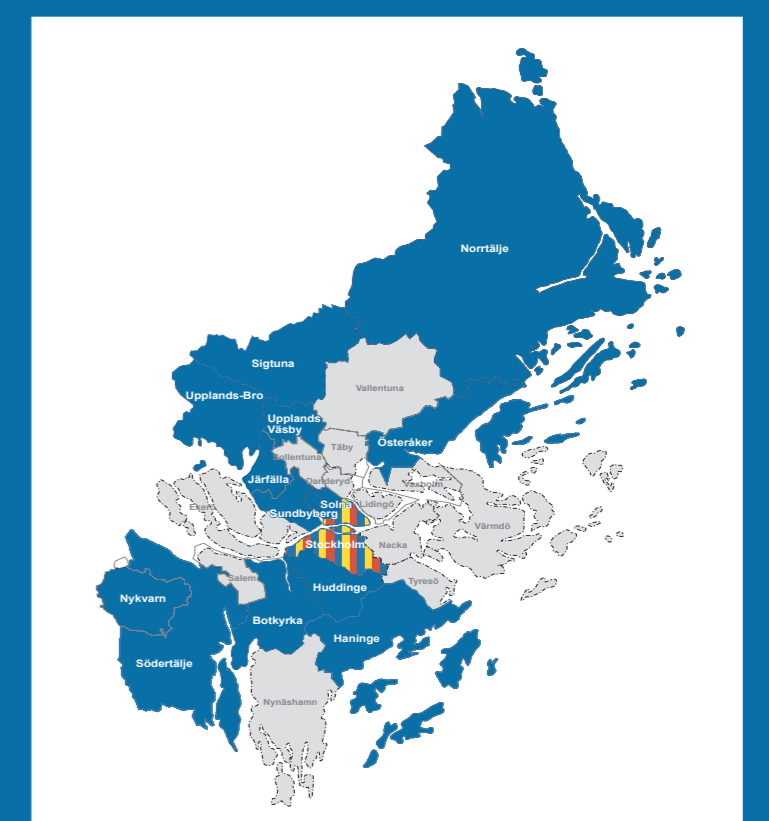 Norrtälje
Sigtuna
Vallentuna
Upplands-Bro
Upplands
Väsby
Österåker
Täby
ollentuna
Järfälla
Danderyd
Vaxholm
Ekerö
Solna
Lidingö
Sundbyberg
Värmdö
Stockholm
Nacka
Salem
Tyresö
Huddinge
Nykvarn
Botkyrka
Haninge
Södertälje
Nynäshamn